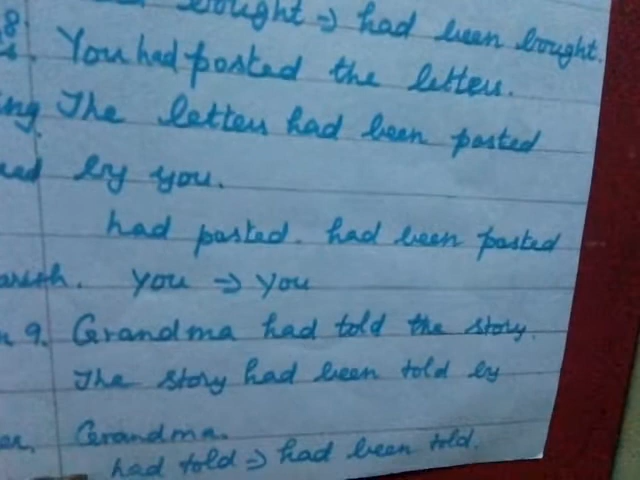 bought → had been bought.
8. You had posted the letters.
The letters had been posted
by you.
had posted. had been posted
you → you
9. Grandma had told the story.
The story had been told by
Grandma.
had told → had been told.